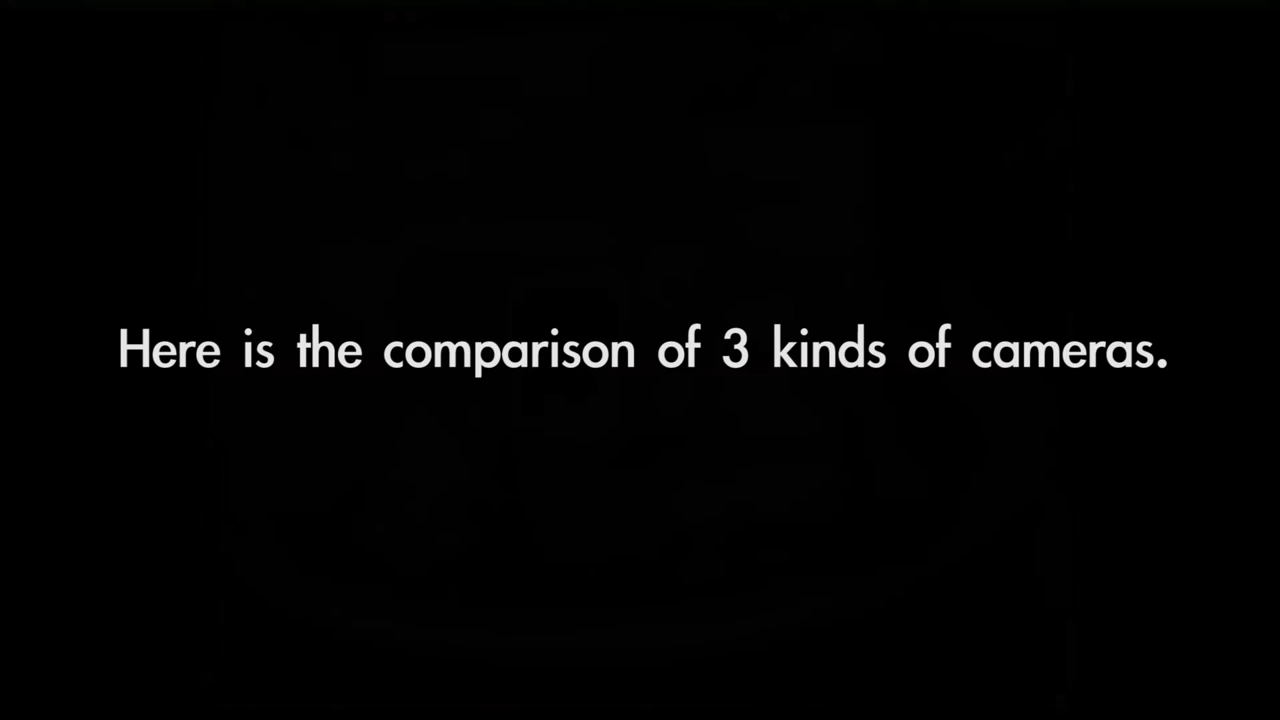 Here is the comparison of 3 kinds of cameras.